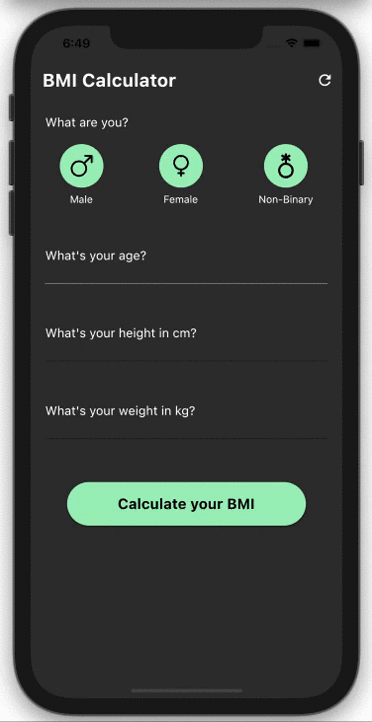 6:49
BMI Calculator
What are you?
Male Female Non-Binary
What's your age?
What's your height in cm?
What's your weight in kg?
Calculate your BMI